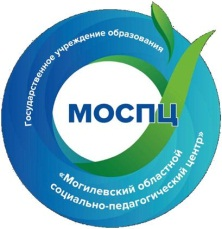 Государственное учреждение образования
МОСПЦ
«Могилевский областной
социально-педагогический центр»